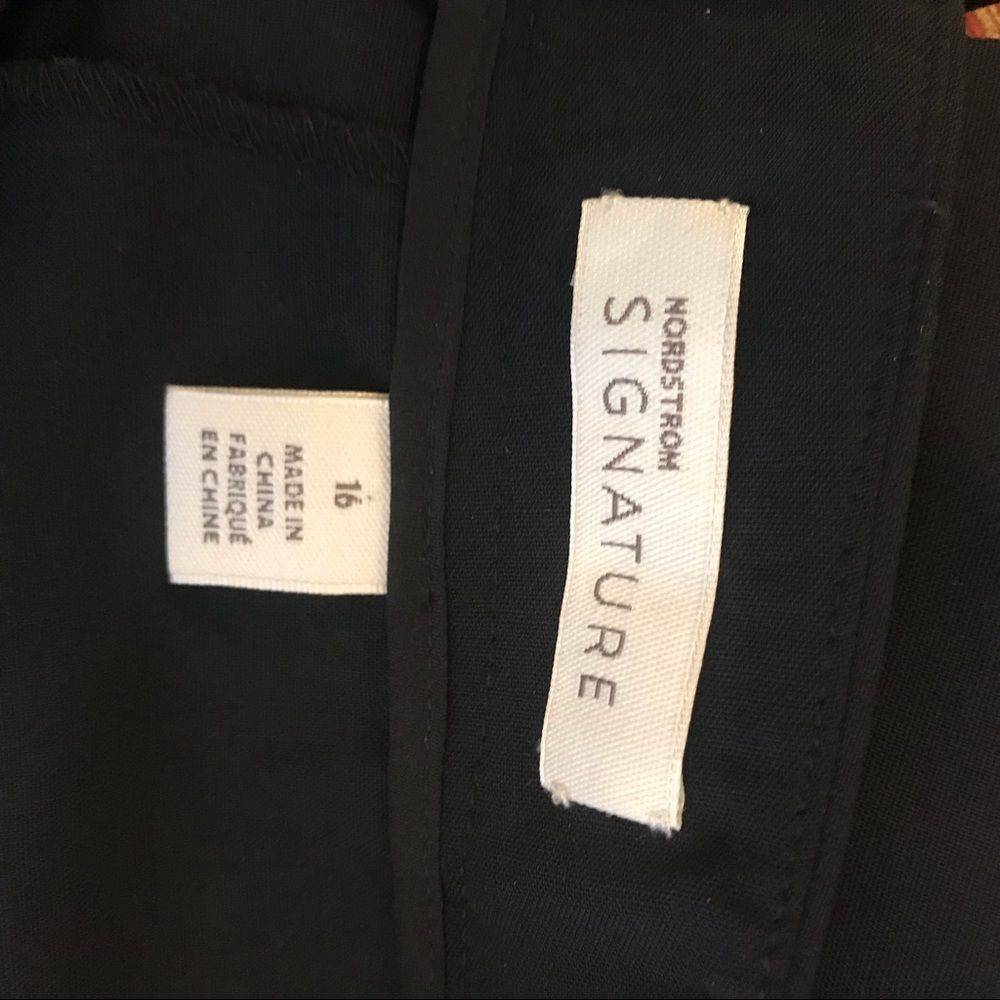 NORDSTROM
SIGNATURE
16
MADE IN
CHINA
FABRIQUÉ
EN CHINE